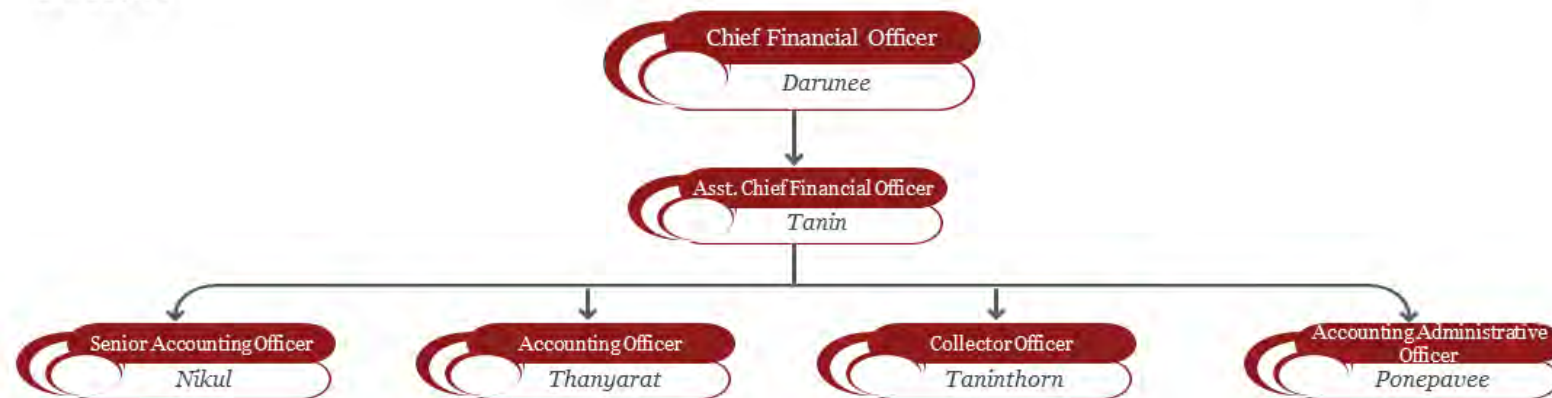 Chief Financial Officer
Darunee
Asst. Chief Financial Officer
Tanin
Senior Accounting Officer
Nikul
Accounting Officer
Thanyarat
Collector Officer
Taninthorn
Accounting Administrative
Officer
Ponepavee